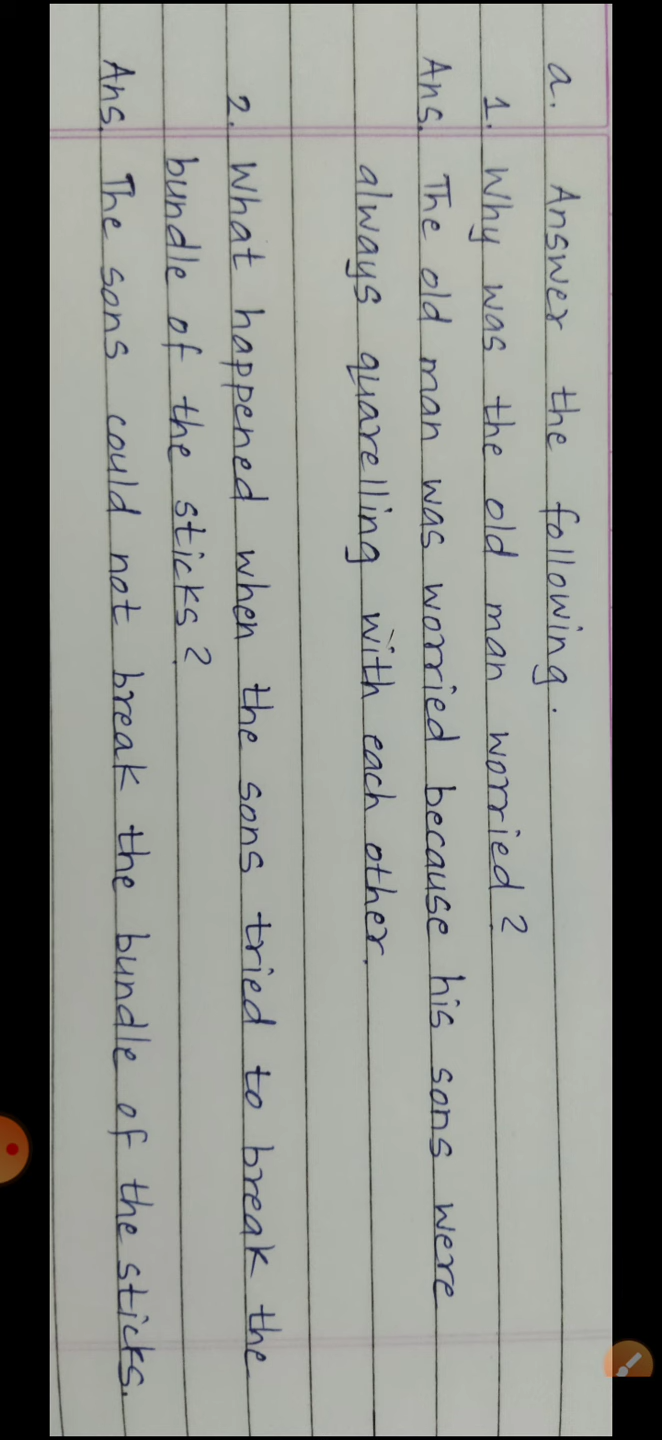 a. Answer the following.
1. Why was the old man worried?
Ans. The old man was worried because his sons were
always quarelling with each other.
2. What happened when the sons tried to break the
bundle of the sticks?
Ans. The sons could not break the bundle of the sticks.